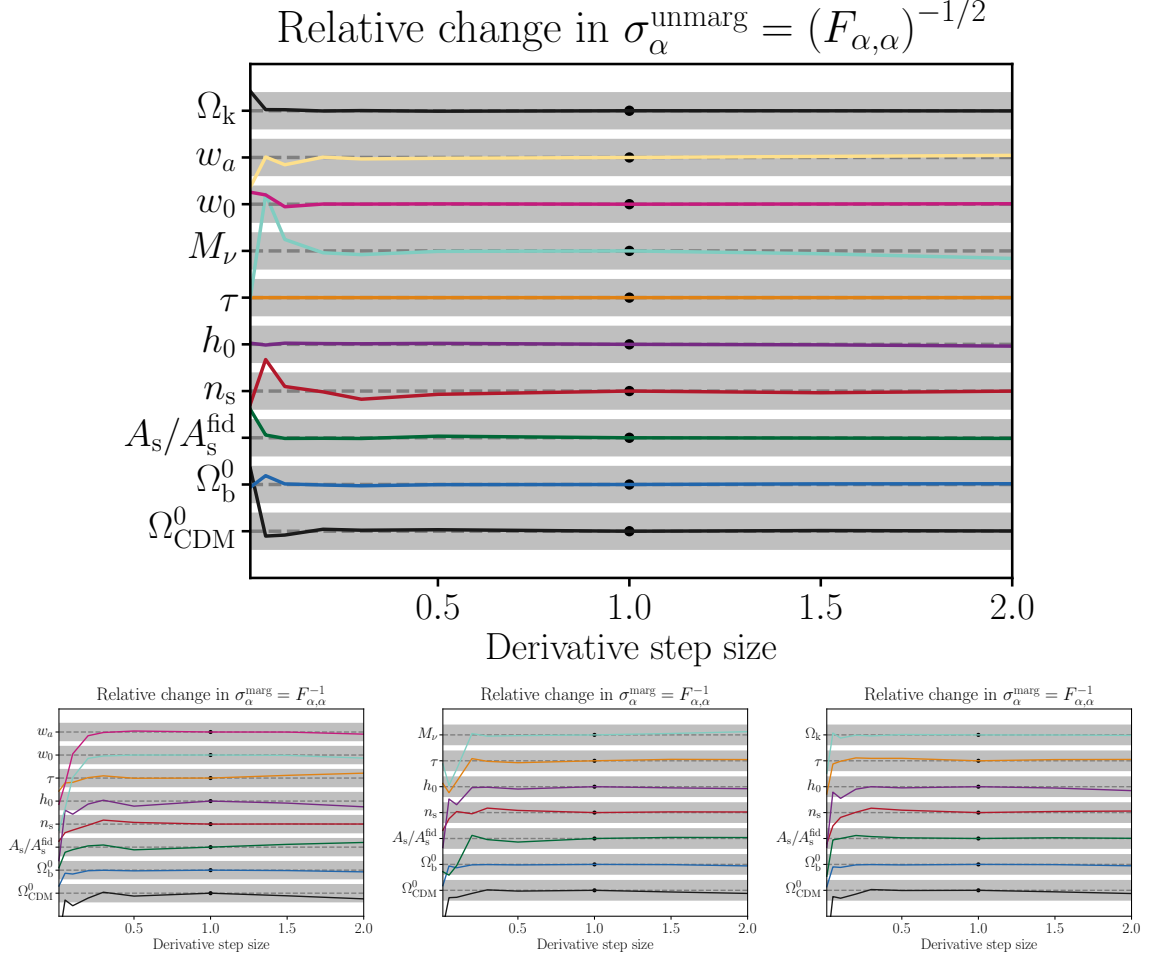 Relative change in σ_α^unmarg = (F_α,α)^−1/2
Ω_k
w_a
w_0
M_ν
τ
h_0
n_s
A_s/A_s^fid
Ω_b^0
Ω_CDM^0
0.5 1.0 1.5 2.0
Derivative step size
Relative change in σ_α^marg = F_α,α^−1
w_a
w_0
τ
h_0
n_s
A_s/A_s^fid
Ω_b^0
Ω_CDM^0
0.5 1.0 1.5 2.0
Derivative step size
Relative change in σ_α^marg = F_α,α^−1
M_ν
τ
h_0
n_s
A_s/A_s^fid
Ω_b^0
Ω_CDM^0
0.5 1.0 1.5 2.0
Derivative step size
Relative change in σ_α^marg = F_α,α^−1
Ω_k
τ
h_0
n_s
A_s/A_s^fid
Ω_b^0
Ω_CDM^0
0.5 1.0 1.5 2.0
Derivative step size